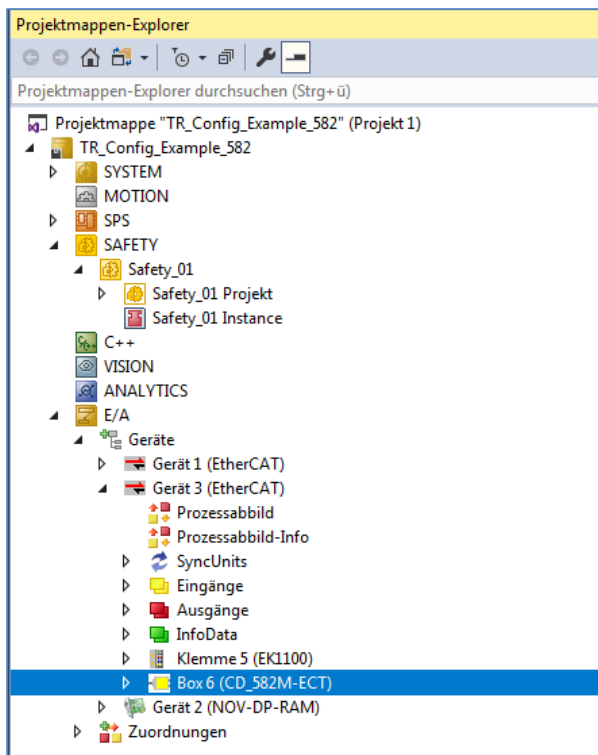 Projektmappen-Explorer
Projektmappen-Explorer durchsuchen (Strg+ü)
Projektmappe "TR_Config_Example_582" (Projekt 1)
TR_Config_Example_582
SYSTEM
MOTION
SPS
SAFETY
Safety_01
Safety_01 Projekt
Safety_01 Instance
C++
VISION
ANALYTICS
E/A
Geräte
Gerät 1 (EtherCAT)
Gerät 3 (EtherCAT)
Prozessabbild
Prozessabbild-Info
SyncUnits
Eingänge
Ausgänge
InfoData
Klemme 5 (EK1100)
Box 6 (CD_582M-ECT)
Gerät 2 (NOV-DP-RAM)
Zuordnungen